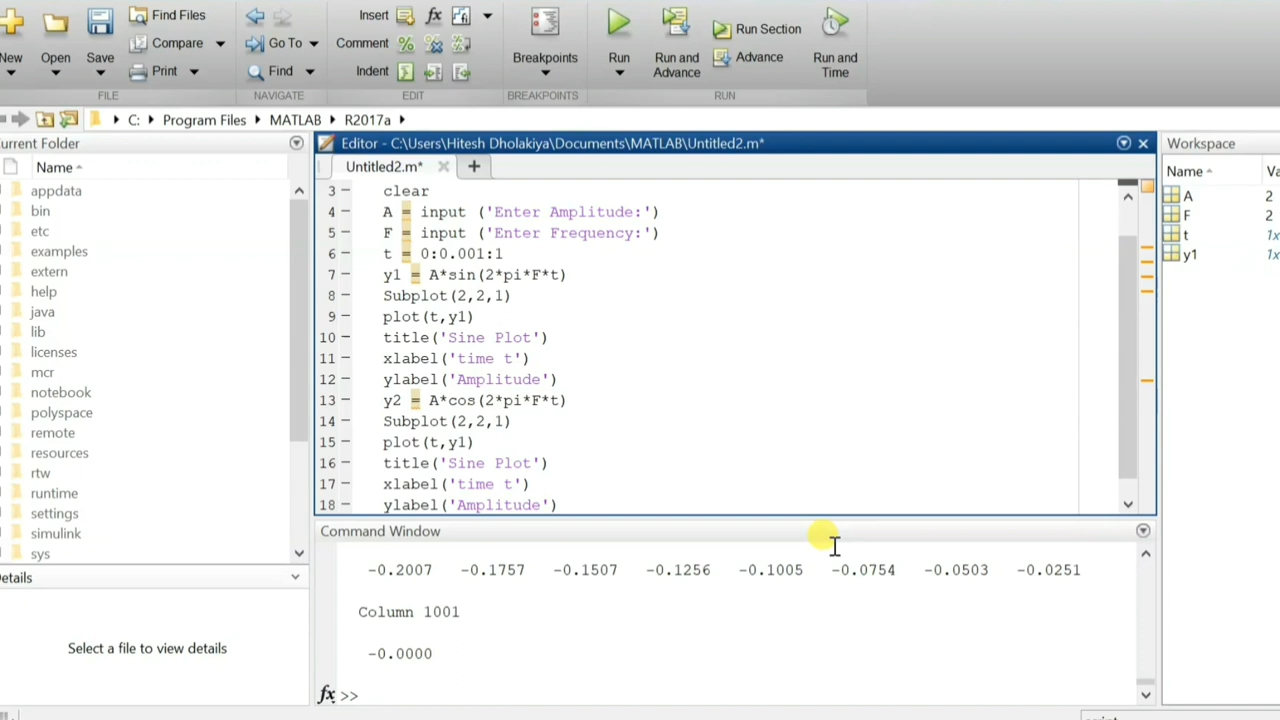 Find Files
Insert
fx
New
Open
Save
Compare
Go To
Comment
Breakpoints
Run
Run and
Advance
Run Section
Advance
Run and
Time
Print
Find
Indent
FILE
NAVIGATE
EDIT
BREAKPOINTS
RUN
C: Program Files MATLAB R2017a
urrent Folder
Name
appdata
bin
etc
examples
extern
help
java
lib
licenses
mcr
notebook
polyspace
remote
resources
rtw
runtime
settings
simulink
sys
etails
Select a file to view details
Editor - C:\Users\Hitesh Dholakiya\Documents\MATLAB\Untitled2.m*
Untitled2.m*
3 - clear
4 - A = input ('Enter Amplitude:')
5 - F = input ('Enter Frequency:')
6 - t = 0:0.001:1
7 - y1 = A*sin(2*pi*F*t)
8 - Subplot(2,2,1)
9 - plot(t,y1)
10 - title('Sine Plot')
11 - xlabel('time t')
12 - ylabel('Amplitude')
13 - y2 = A*cos(2*pi*F*t)
14 - Subplot(2,2,1)
15 - plot(t,y1)
16 - title('Sine Plot')
17 - xlabel('time t')
18 - ylabel('Amplitude')
Command Window
-0.2007 -0.1757 -0.1507 -0.1256 -0.1005 -0.0754 -0.0503 -0.0251
Column 1001
-0.0000
fx >>
Workspace
Name Va
A 2
F 2
t 1x
y1 1x